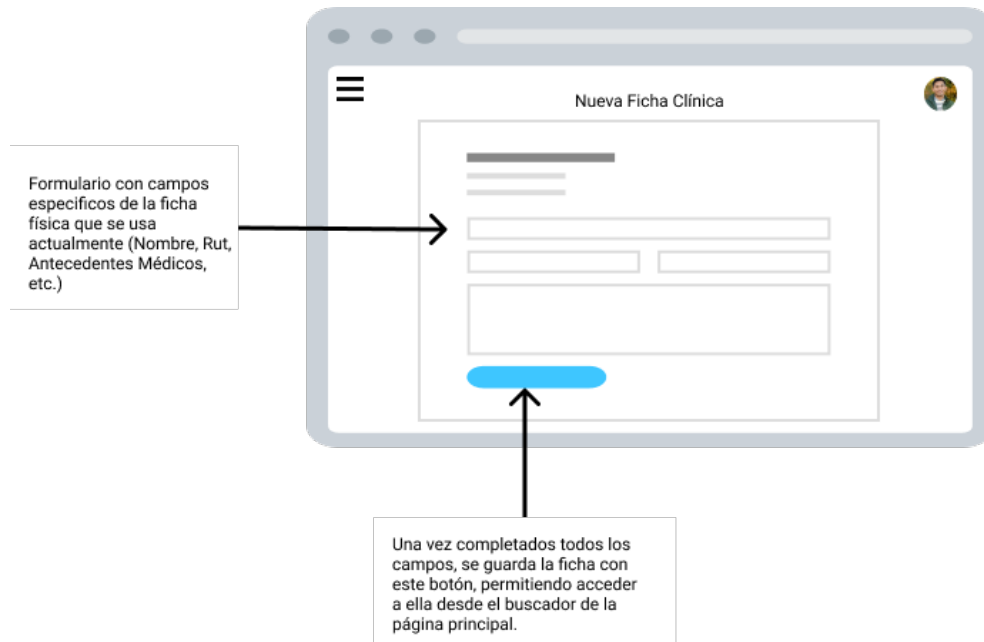 Nueva Ficha Clínica
Formulario con campos
especificos de la ficha
física que se usa
actualmente (Nombre, Rut,
Antecedentes Médicos,
etc.)
Una vez completados todos los
campos, se guarda la ficha con
este botón, permitiendo acceder
a ella desde el buscador de la
página principal.